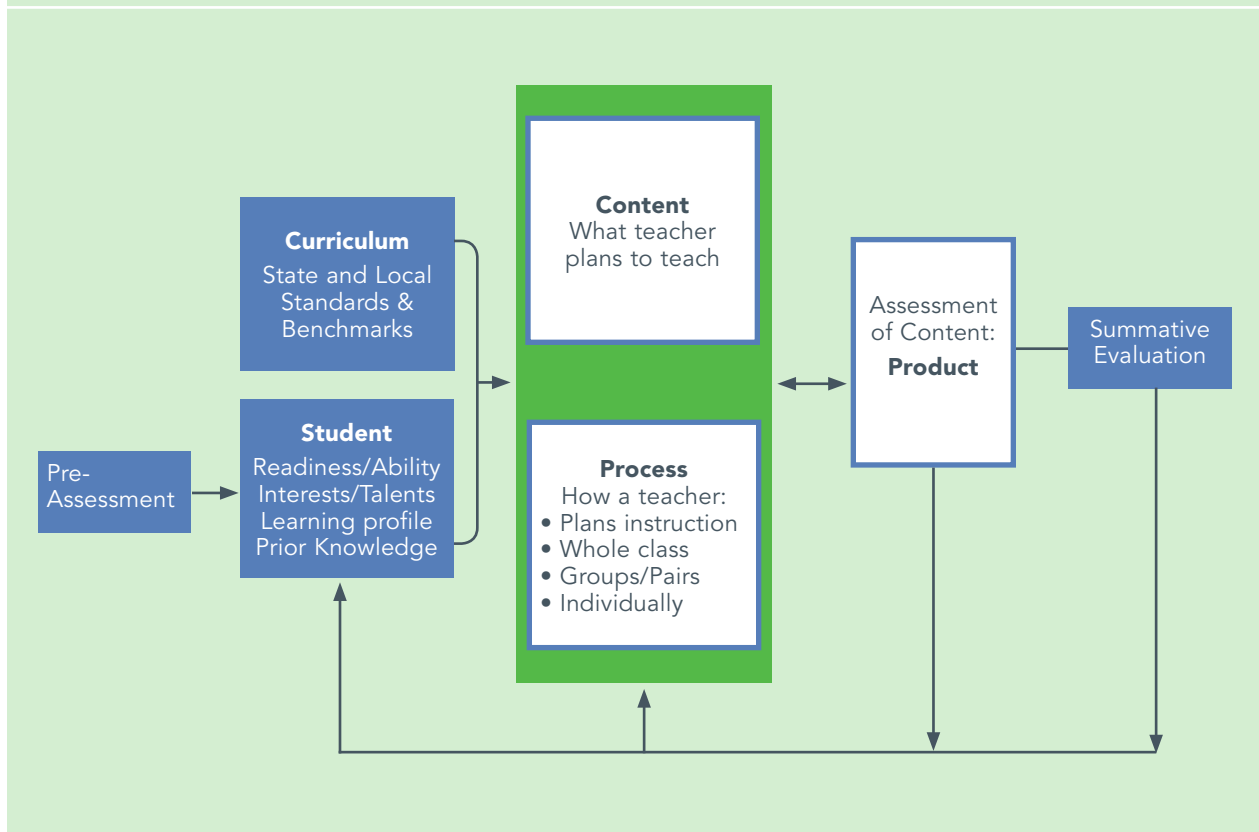 Pre-
Assessment
Curriculum
State and Local
Standards &
Benchmarks
Student
Readiness/Ability
Interests/Talents
Learning profile
Prior Knowledge
Content
What teacher
plans to teach
Process
How a teacher:
• Plans instruction
• Whole class
• Groups/Pairs
• Individually
Assessment
of Content:
Product
Summative
Evaluation